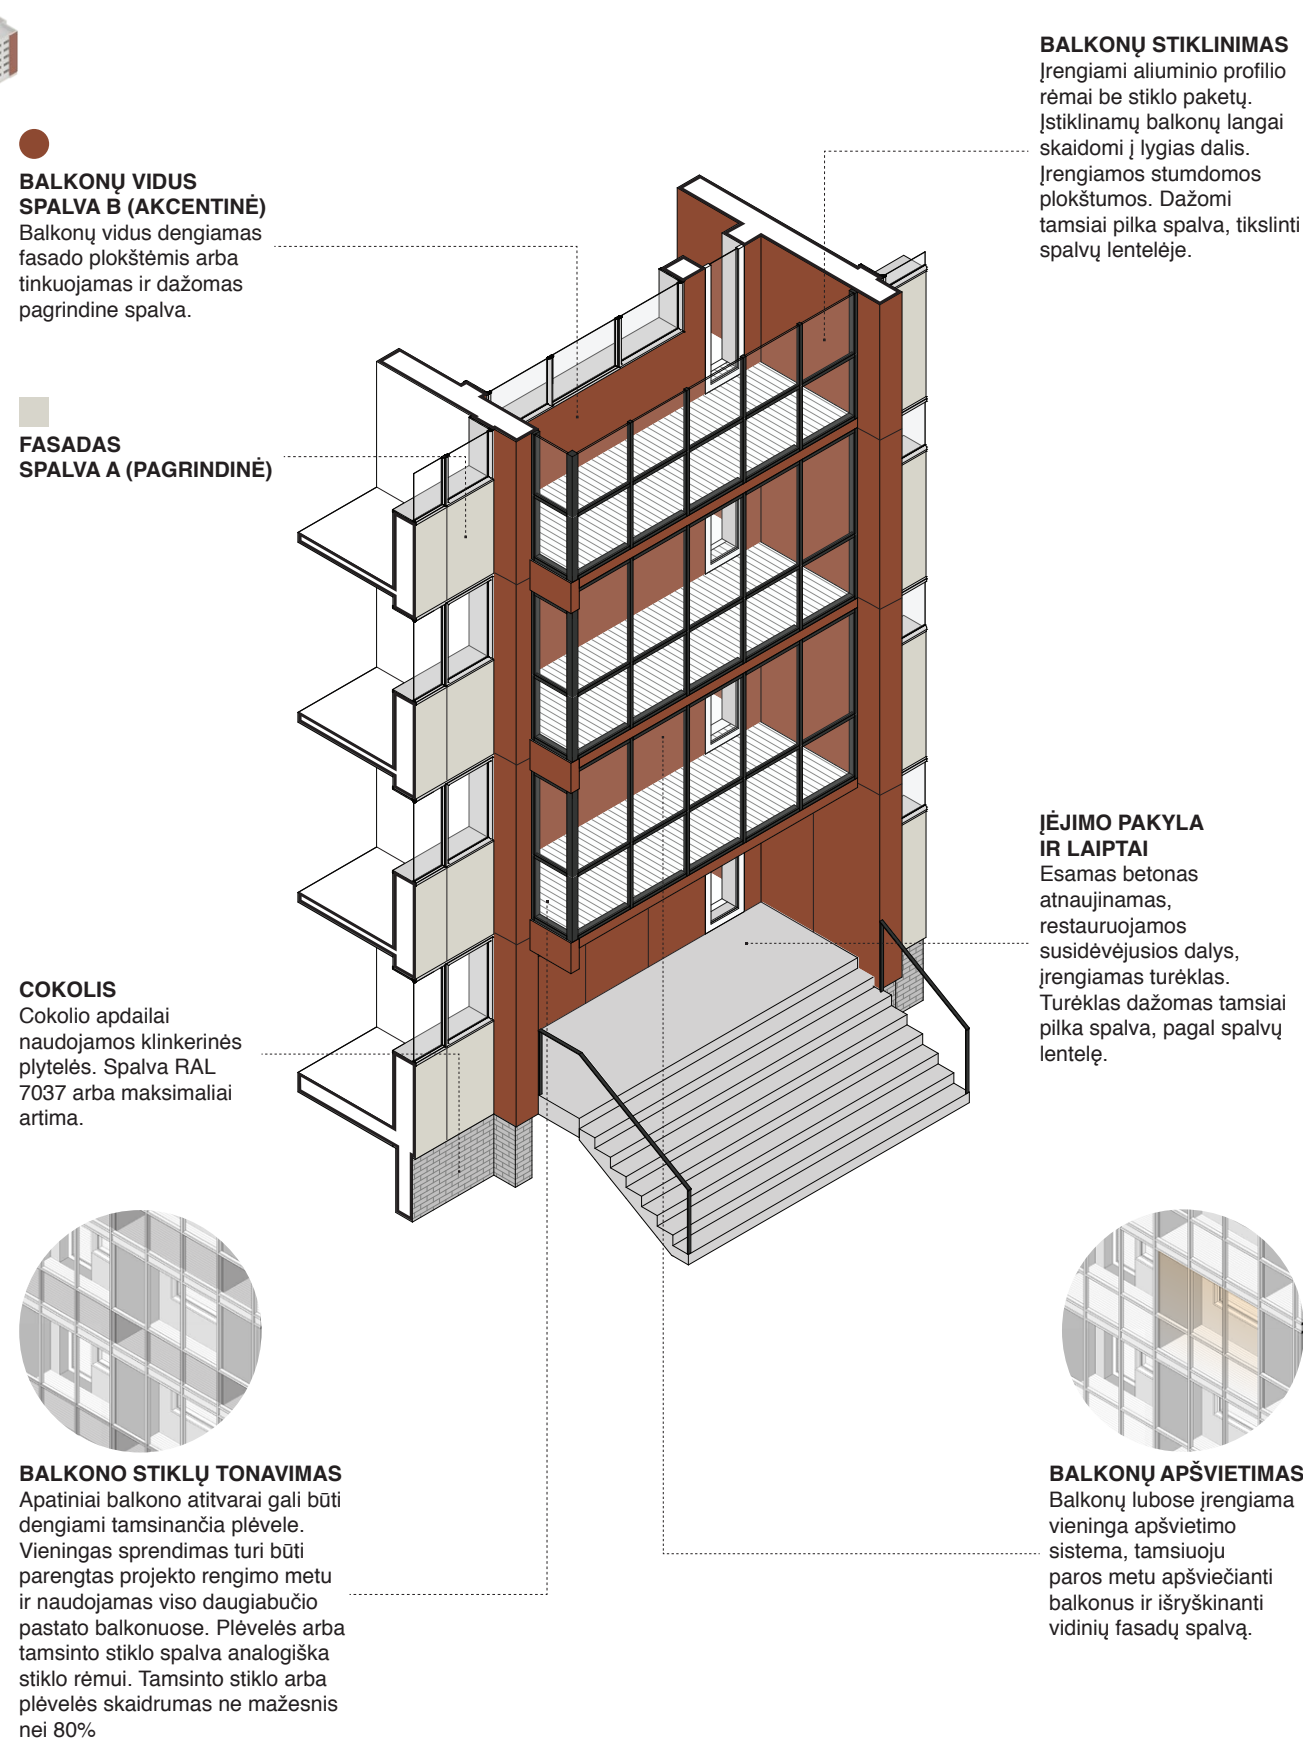 BALKONŲ STIKLINIMAS
Įrengiami aliuminio profilio
rėmai be stiklo paketų.
Įstiklinamų balkonų langai
skaidomi į lygias dalis.
Įrengiamos stumdomos
plokštumos. Dažomi
tamsiai pilka spalva, tikslinti
spalvų lentelėje.
BALKONŲ VIDUS
SPALVA B (AKCENTINĖ)
Balkonų vidus dengiamas
fasado plokštėmis arba
tinkuojamas ir dažomas
pagrindine spalva.
FASADAS
SPALVA A (PAGRINDINĖ)
ĮĖJIMO PAKYLA
IR LAIPTAI
Esamas betonas
atnaujinamas,
restauruojamos
susidėvėjusios dalys,
įrengiamas turėklas.
Turėklas dažomas tamsiai
pilka spalva, pagal spalvų
lentelę.
COKOLIS
Cokolio apdailai
naudojamos klinkerinės
plytelės. Spalva RAL
7037 arba maksimaliai
artima.
BALKONO STIKLŲ TONAVIMAS
Apatiniai balkono atitvarai gali būti
dengiami tamsinančia plėvele.
Vieningas sprendimas turi būti
parengtas projekto rengimo metu
ir naudojamas viso daugiabučio
pastato balkonuose. Plėvelės arba
tamsinto stiklo spalva analogiška
stiklo rėmui. Tamsinto stiklo arba
plėvelės skaidrumas ne mažesnis
nei 80%
BALKONŲ APŠVIETIMAS
Balkonų lubose įrengiama
vieninga apšvietimo
sistema, tamsiuoju
paros metu apšviečianti
balkonus ir išryškinanti
vidinių fasadų spalvą.